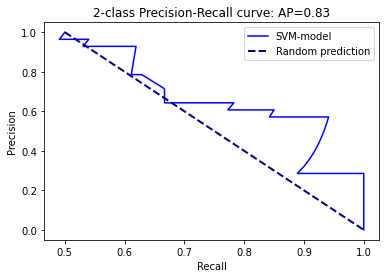 2-class Precision-Recall curve: AP=0.83
SVM-model
Random prediction
Precision
1.0
0.8
0.6
0.4
0.2
0.0
0.5 0.6 0.7 0.8 0.9 1.0
Recall